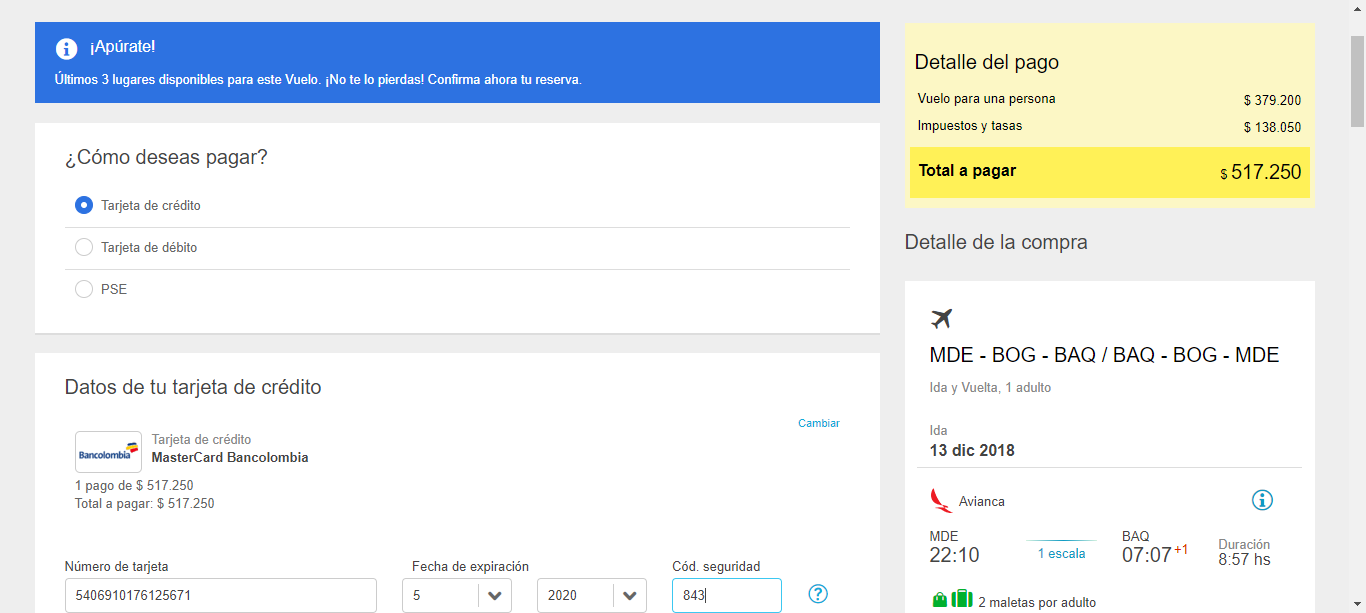 ¡Apúrate!
Últimos 3 lugares disponibles para este Vuelo. ¡No te lo pierdas! Confirma ahora tu reserva.
¿Cómo deseas pagar?
Tarjeta de crédito
Tarjeta de débito
PSE
Datos de tu tarjeta de crédito
Cambiar
Bancolombia
Tarjeta de crédito
MasterCard Bancolombia
1 pago de $ 517.250
Total a pagar: $ 517.250
Número de tarjeta Fecha de expiración Cód. seguridad
5406910176125671 5 2020 843 ?
Detalle del pago
Vuelo para una persona $ 379.200
Impuestos y tasas $ 138.050
Total a pagar $ 517.250
Detalle de la compra
MDE - BOG - BAQ / BAQ - BOG - MDE
Ida y Vuelta, 1 adulto
Ida
13 dic 2018
Avianca
MDE BAQ Duración
22:10 1 escala 07:07 +1 8:57 hs
2 maletas por adulto